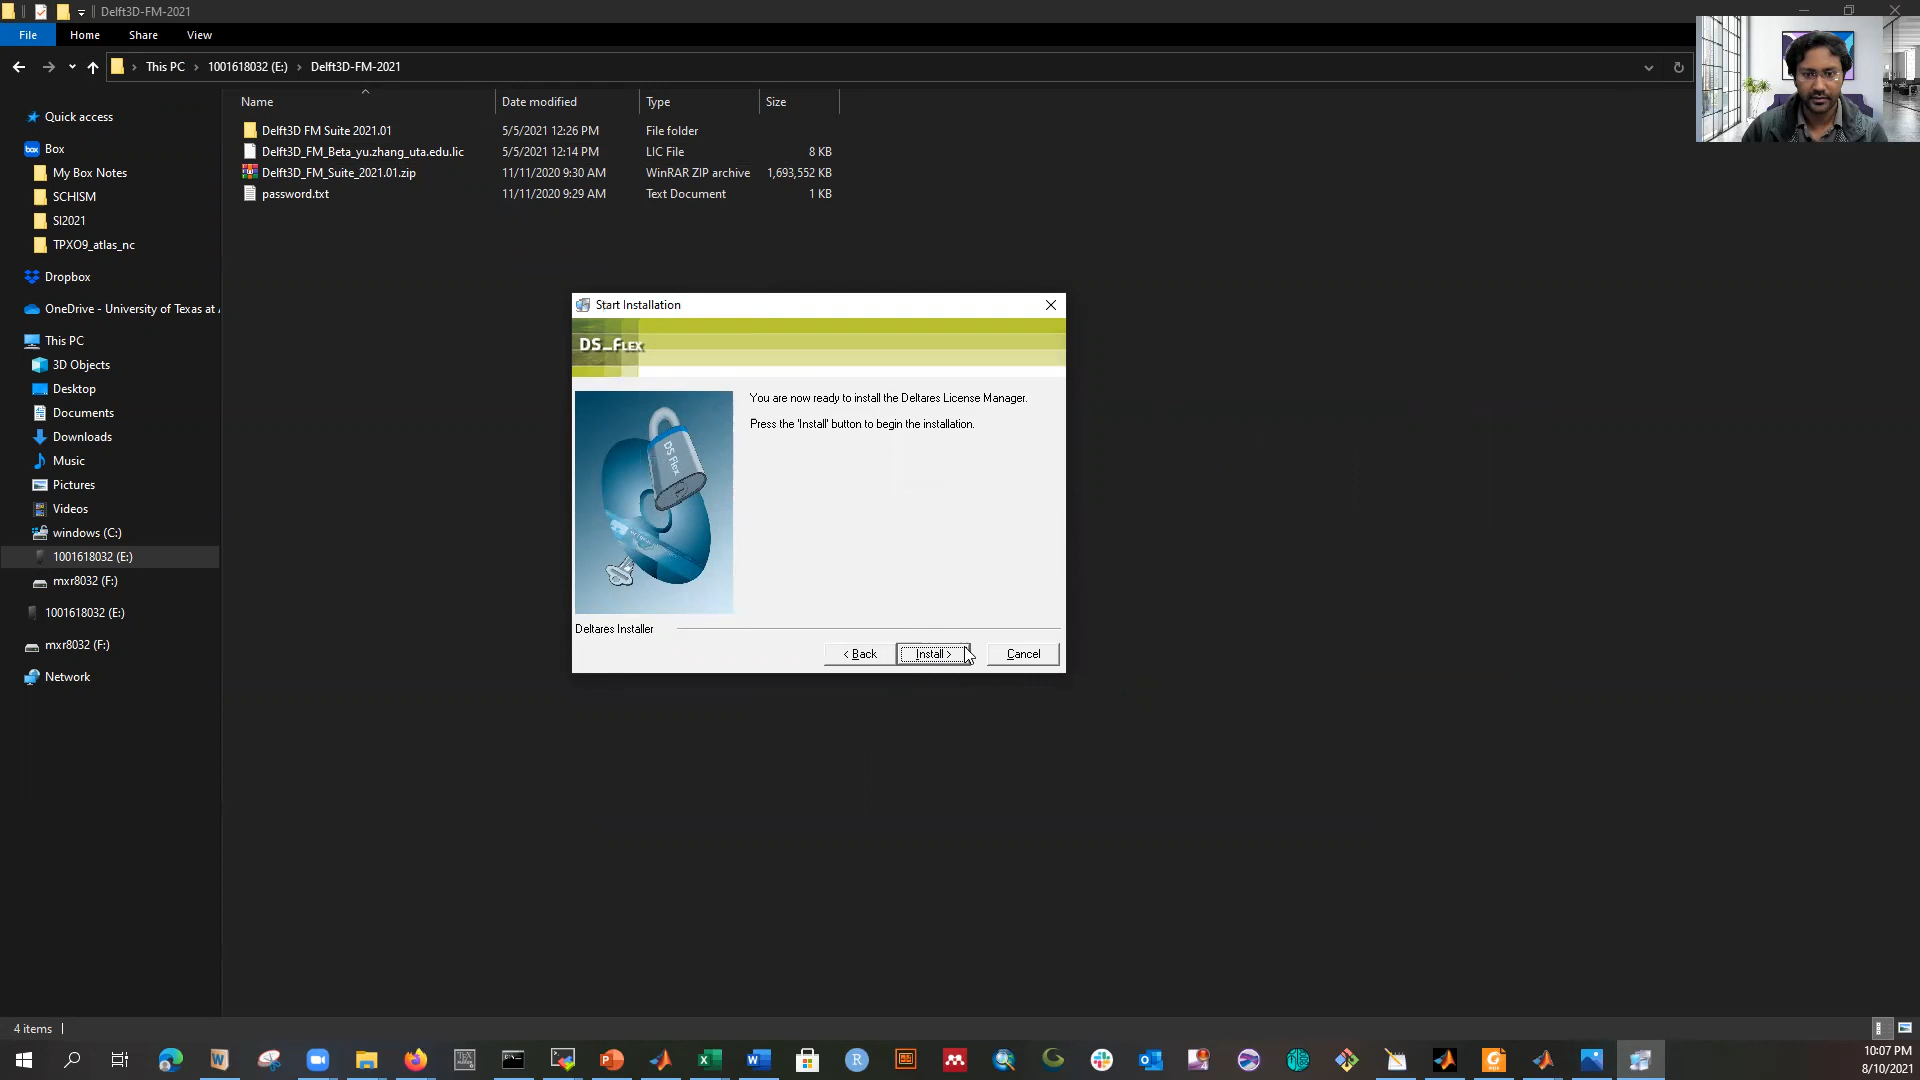 Delft3D-FM-2021
File Home Share View
This PC 1001618032 (E:) Delft3D-FM-2021
Name Date modified Type Size
Delft3D FM Suite 2021.01 5/5/2021 12:26 PM File folder
Delft3D_FM_Beta_yu.zhang_uta.edu.lic 5/5/2021 12:14 PM LIC File 8 KB
Delft3D_FM_Suite_2021.01.zip 11/11/2020 9:30 AM WinRAR ZIP archive 1,693,552 KB
password.txt 11/11/2020 9:29 AM Text Document 1 KB
Quick access
Box
My Box Notes
SCHISM
SI2021
TPXO9_atlas_nc
Dropbox
OneDrive - University of Texas at
This PC
3D Objects
Desktop
Documents
Downloads
Music
Pictures
Videos
windows (C:)
1001618032 (E:)
mxr8032 (F:)
1001618032 (E:)
mxr8032 (F:)
Network
Start Installation
DS_Flex
You are now ready to install the Deltares License Manager.
Press the 'Install' button to begin the installation.
DS Flex
Deltares Installer
< Back Install > Cancel
4 items
10:07 PM
8/10/2021